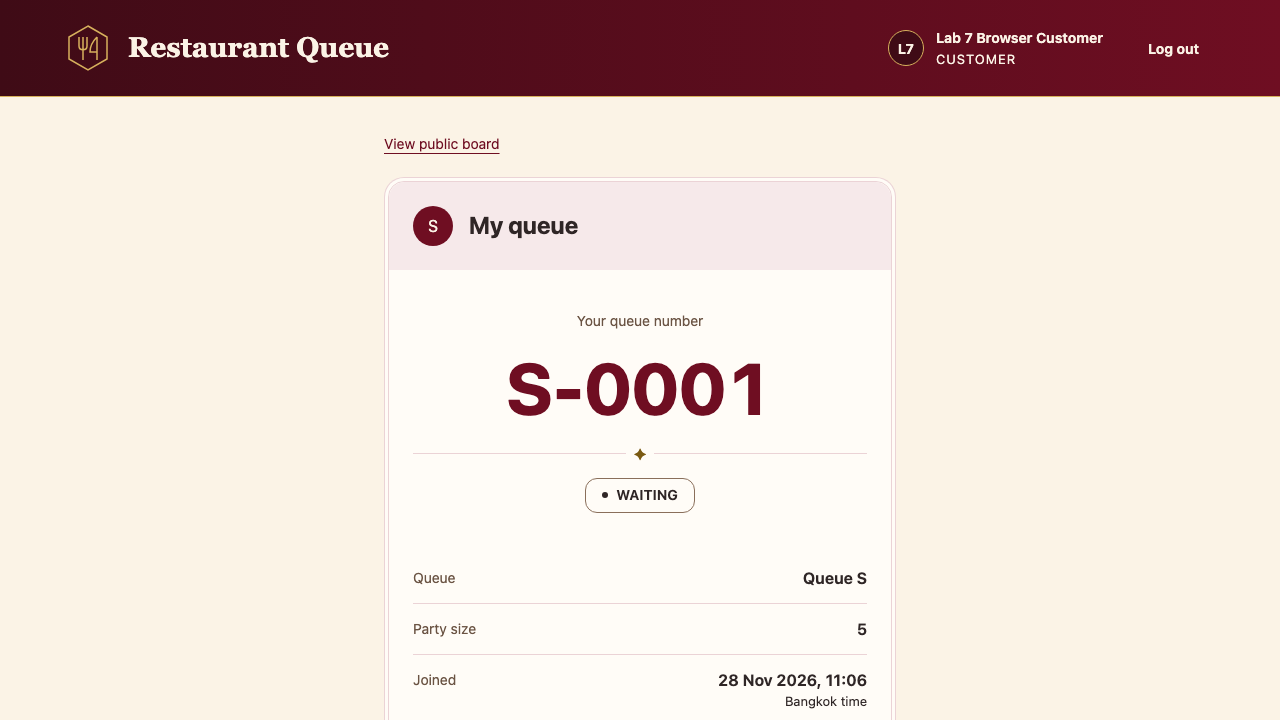 Restaurant Queue
L7
Lab 7 Browser Customer
CUSTOMER
Log out
View public board
S
My queue
Your queue number
S-0001
WAITING
Queue
Queue S
Party size
5
Joined
28 Nov 2026, 11:06
Bangkok time